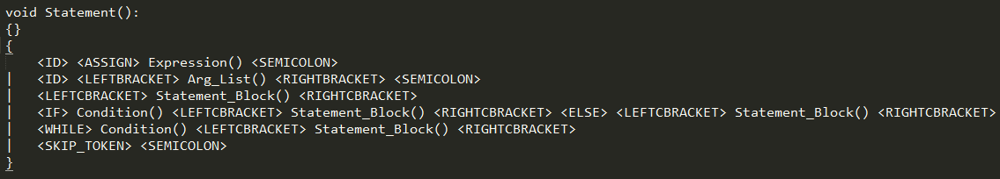 void Statement():
{}
{
    <ID> <ASSIGN> Expression() <SEMICOLON>
|   <ID> <LEFTBRACKET> Arg_List() <RIGHTBRACKET> <SEMICOLON>
|   <LEFTCBRACKET> Statement_Block() <RIGHTCBRACKET>
|   <IF> Condition() <LEFTCBRACKET> Statement_Block() <RIGHTCBRACKET> <ELSE> <LEFTCBRACKET> Statement_Block() <RIGHTCBRACKET>
|   <WHILE> Condition() <LEFTCBRACKET> Statement_Block() <RIGHTCBRACKET>
|   <SKIP_TOKEN> <SEMICOLON>
}